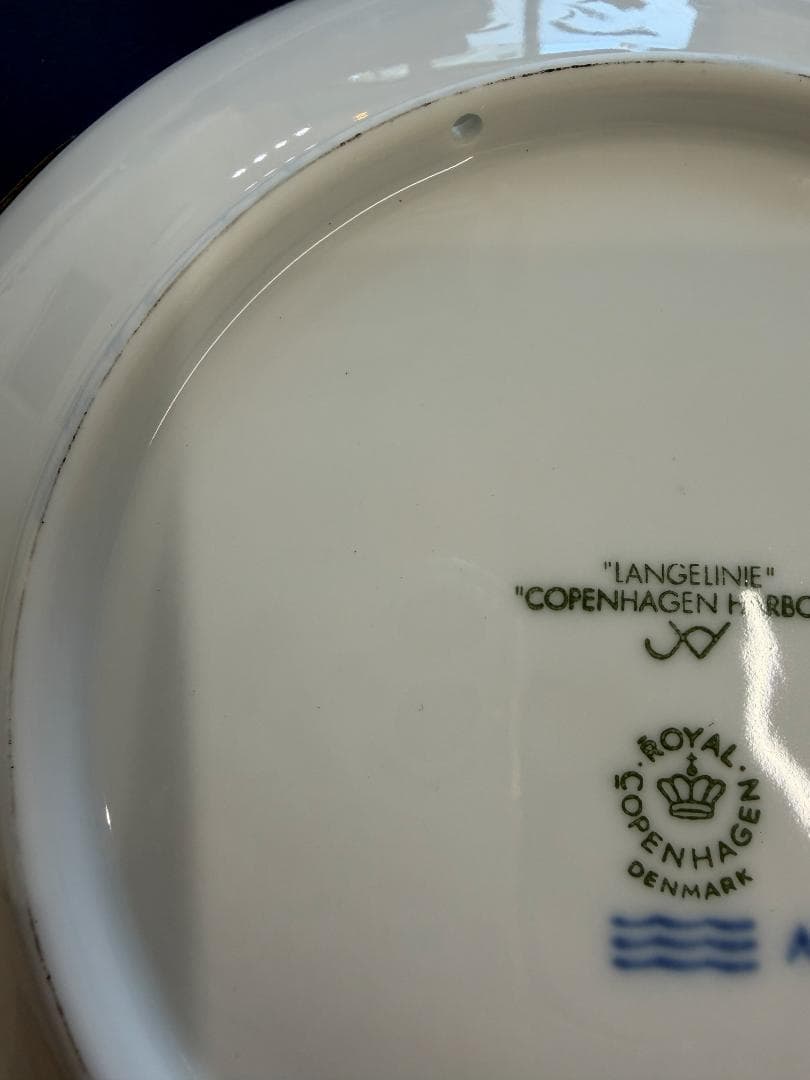 "LANGELINIE"
"COPENHAGEN
ROYAL
COPENHAGEN
DENMARK